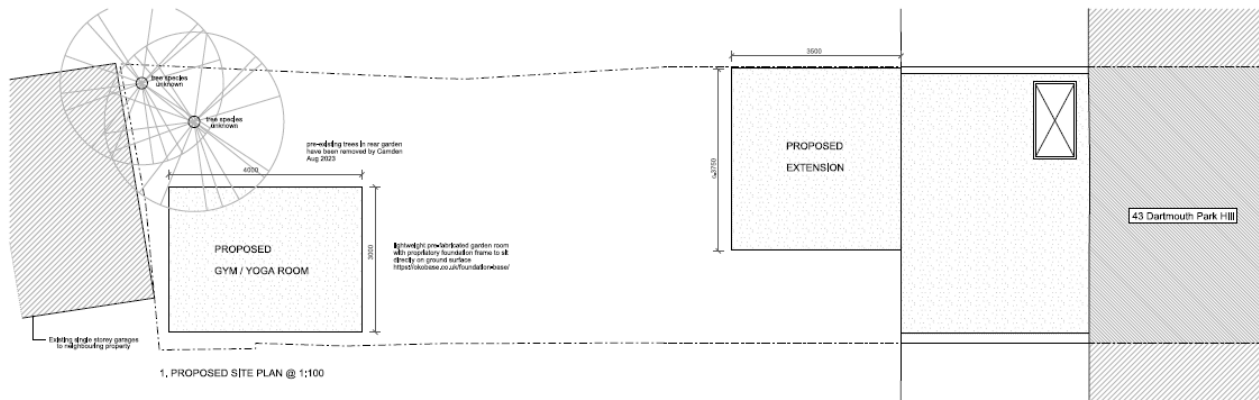 tree species
unknown
tree species
unknown
pre-existing trees in rear garden
have been removed by Camden
Aug 2023
4000
PROPOSED
GYM / YOGA ROOM
3000
lightweight pre-fabricated garden room
with propriatory foundation frame to sit
directly on ground surface
https//okobase.co.uk/foundation-base/
Existing single storey garages
to neighbouring property
1, PROPOSED SITE PLAN @ 1:100
3500
c.3750
PROPOSED
EXTENSION
43 Dartmouth Park Hill